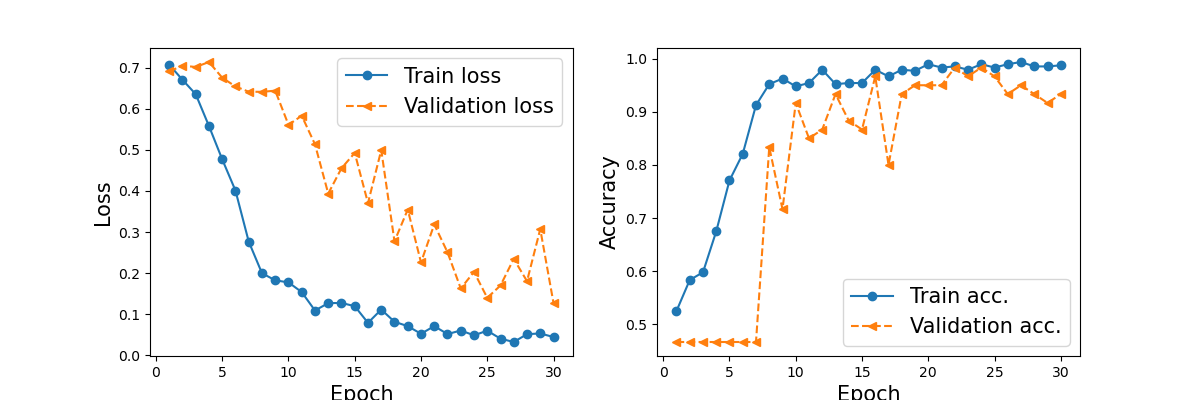 0.7
0.6
0.5
0.4
0.3
0.2
0.1
0.0
Loss
0 5 10 15 20 25 30
Epoch
Train loss
Validation loss
1.0
0.9
0.8
0.7
0.6
0.5
Accuracy
0 5 10 15 20 25 30
Epoch
Train acc.
Validation acc.